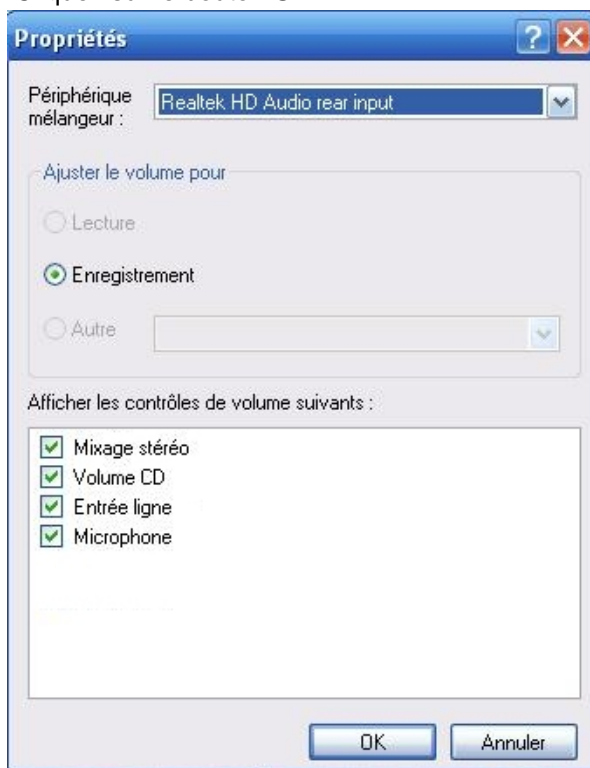 Propriétés
Périphérique
mélangeur :
Realtek HD Audio rear input
Ajuster le volume pour
Lecture
Enregistrement
Autre
Afficher les contrôles de volume suivants :
Mixage stéréo
Volume CD
Entrée ligne
Microphone
OK Annuler